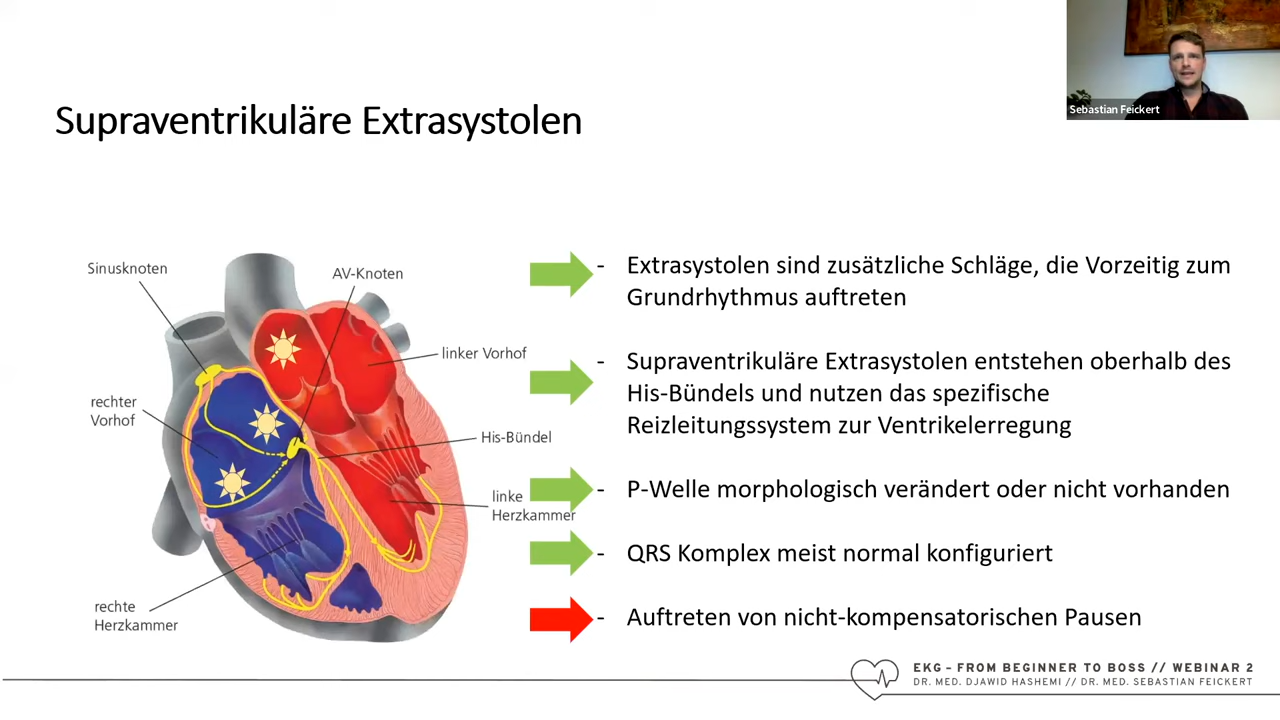 Sebastian Feickert
Supraventrikuläre Extrasystolen
Sinusknoten
AV-Knoten
linker Vorhof
rechter
Vorhof
His-Bündel
linke
Herzkammer
rechte
Herzkammer
- Extrasystolen sind zusätzliche Schläge, die Vorzeitig zum
Grundrhythmus auftreten
- Supraventrikuläre Extrasystolen entstehen oberhalb des
His-Bündels und nutzen das spezifische
Reizleitungssystem zur Ventrikelerregung
- P-Welle morphologisch verändert oder nicht vorhanden
- QRS Komplex meist normal konfiguriert
- Auftreten von nicht-kompensatorischen Pausen
EKG – FROM BEGINNER TO BOSS // WEBINAR 2
DR. MED. DJAWID HASHEMI // DR. MED. SEBASTIAN FEICKERT